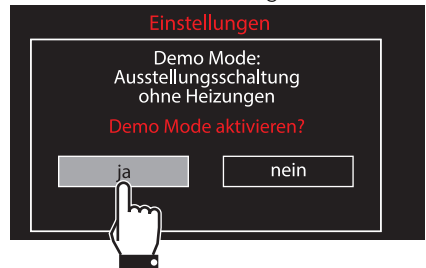 Einstellungen
Demo Mode:
Ausstellungsschaltung
ohne Heizungen
Demo Mode aktivieren?
ja
nein